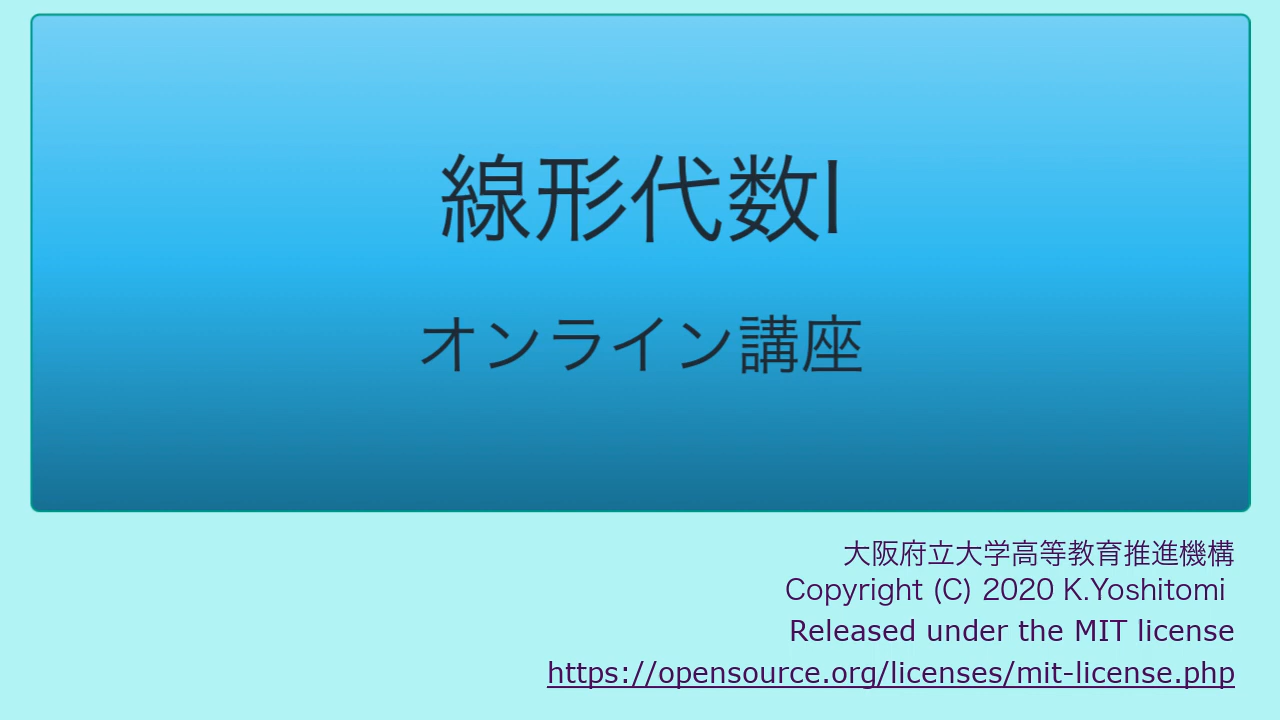 線形代数I
オンライン講座
大阪府立大学高等教育推進機構
Copyright (C) 2020 K.Yoshitomi
Released under the MIT license
https://opensource.org/licenses/mit-license.php